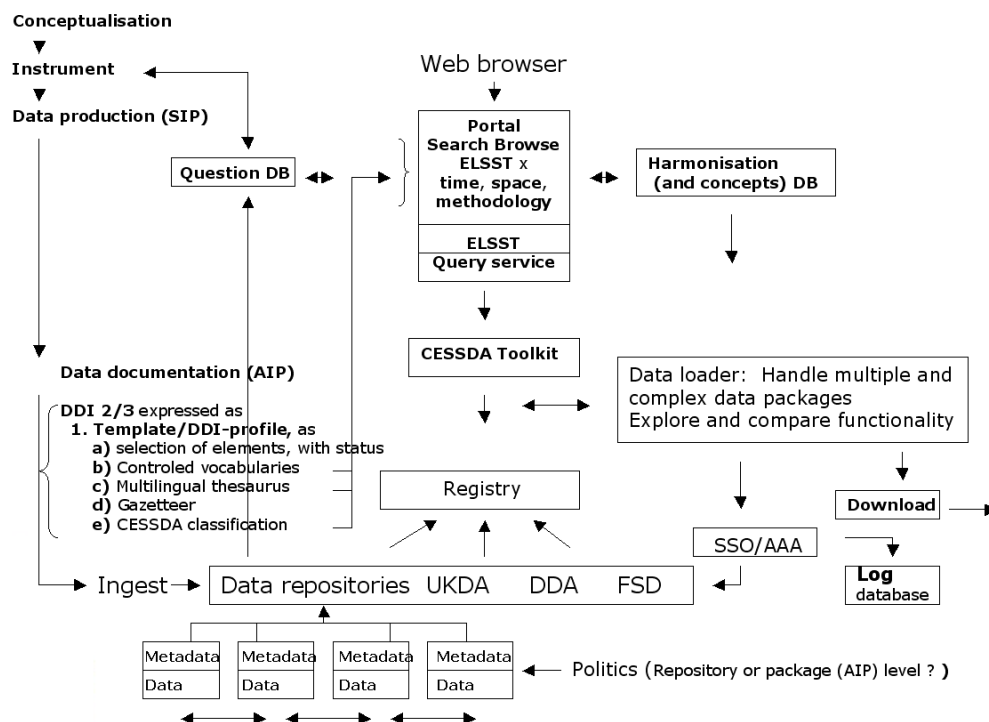 Conceptualisation
Instrument
Data production (SIP)
Web browser
Portal
Search Browse
ELSST x
time, space,
methodology
ELSST
Query service
Question DB
Harmonisation
(and concepts) DB
CESSDA Toolkit
Data loader: Handle multiple and
complex data packages
Explore and compare functionality
Data documentation (AIP)
DDI 2/3 expressed as
1. Template/DDI-profile, as
a) selection of elements, with status
b) Controled vocabularies
c) Multilingual thesaurus
d) Gazetteer
e) CESSDA classification
Registry
Download
SSO/AAA
Log
database
Ingest
Data repositories UKDA DDA FSD
Metadata Metadata Metadata Metadata
Data Data Data Data
Politics (Repository or package (AIP) level ? )